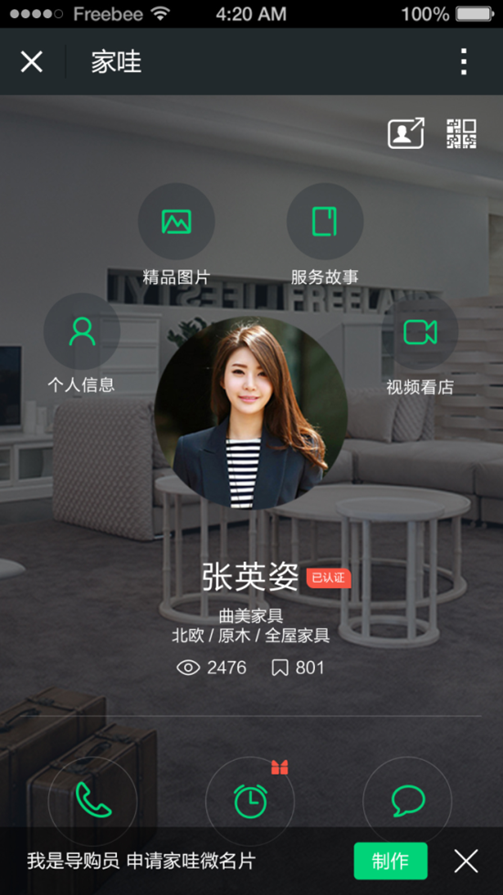 Freebee
4:20 AM
100%
家哇
精品图片
服务故事
个人信息
视频看店
张英姿
已认证
曲美家具
北欧 / 原木 / 全屋家具
2476
801
我是导购员 申请家哇微名片
制作